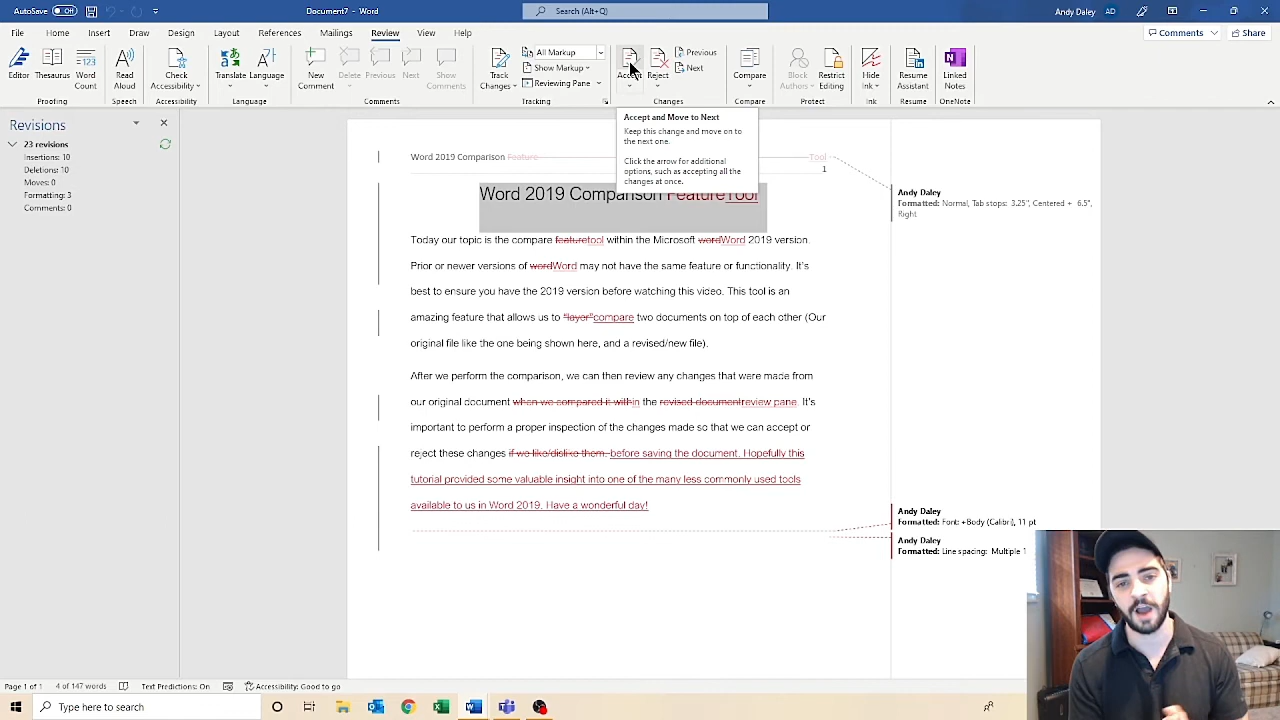 AutoSave Off Document7 - Word Search (Alt+Q) Andy Daley AD
File Home Insert Draw Design Layout References Mailings Review View Help Comments Share
Editor Thesaurus Word Count Read Aloud Check Accessibility Translate Language New Comment Delete Previous Next Show Comments Track Changes All Markup Show Markup Reviewing Pane Accept Reject Previous Next Compare Block Authors Restrict Editing Hide Ink Resume Assistant Linked Notes
Proofing Speech Accessibility Language Comments Tracking Changes Compare Protect Ink Resume OneNote
Accept and Move to Next
Keep this change and move on to
the next one.
Click the arrow for additional
options, such as accepting all the
changes at once.
Revisions
23 revisions
Insertions: 10
Deletions: 10
Moves: 0
Formatting: 3
Comments: 0
Word 2019 Comparison Feature Tool
1
Word 2019 Comparison FeatureTool
Today our topic is the compare featuretool within the Microsoft wordWord 2019 version.
Prior or newer versions of wordWord may not have the same feature or functionality. It's
best to ensure you have the 2019 version before watching this video. This tool is an
amazing feature that allows us to "layer"compare two documents on top of each other (Our
original file like the one being shown here, and a revised/new file).
After we perform the comparison, we can then review any changes that were made from
our original document when we compared it within the revised documentreview pane. It's
important to perform a proper inspection of the changes made so that we can accept or
reject these changes if we like/dislike them. before saving the document. Hopefully this
tutorial provided some valuable insight into one of the many less commonly used tools
available to us in Word 2019. Have a wonderful day!
Andy Daley
Formatted: Normal, Tab stops: 3.25", Centered + 6.5",
Right
Andy Daley
Formatted: Font: +Body (Calibri), 11 pt
Andy Daley
Formatted: Line spacing: Multiple 1
Page 1 of 1 4 of 147 words Text Predictions: On Accessibility: Good to go
Type here to search